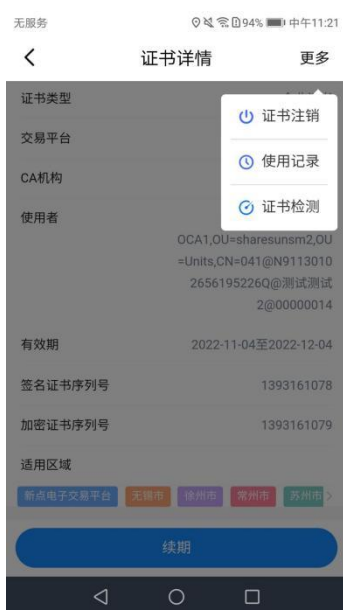 无服务 94% 中午11:21
证书详情 更多
证书类型
证书注销
交易平台
使用记录
CA机构
证书检测
使用者
OCA1,OU=sharesunsm2,OU
=Units,CN=041@N9113010
2656195226Q@测试测试
2@00000014
有效期 2022-11-04至2022-12-04
签名证书序列号 1393161078
加密证书序列号 1393161079
适用区域
新点电子交易平台 无锡市 徐州市 常州市 苏州市
续期